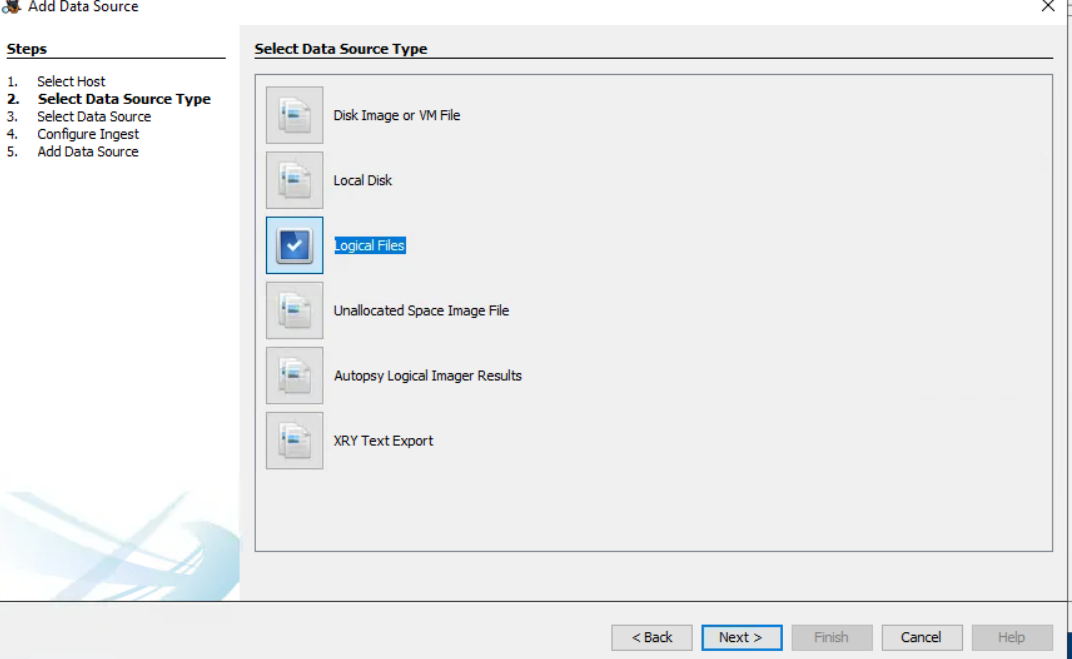 Add Data Source
Steps
1. Select Host
2. Select Data Source Type
3. Select Data Source
4. Configure Ingest
5. Add Data Source
Select Data Source Type
Disk Image or VM File
Local Disk
Logical Files
Unallocated Space Image File
Autopsy Logical Imager Results
XRY Text Export
< Back
Next >
Finish
Cancel
Help